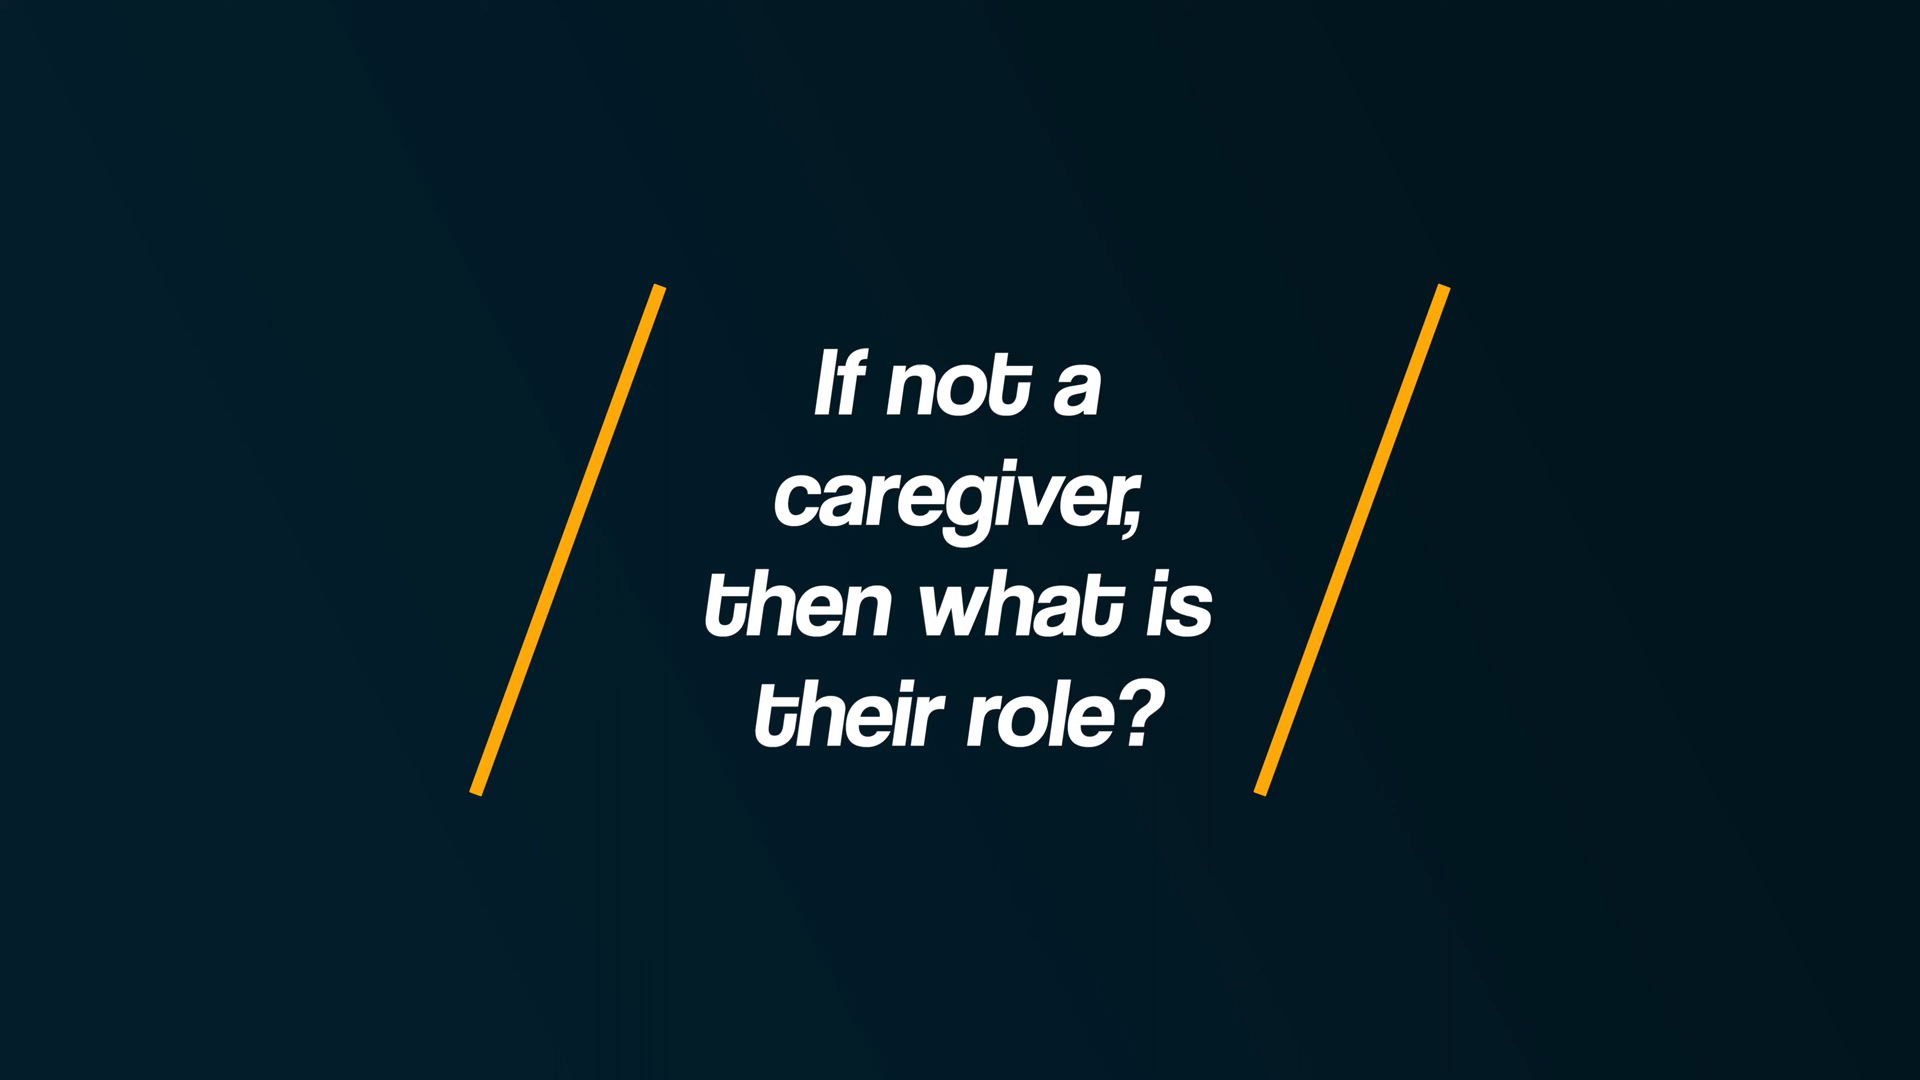 If not a
caregiver,
then what is
their role?